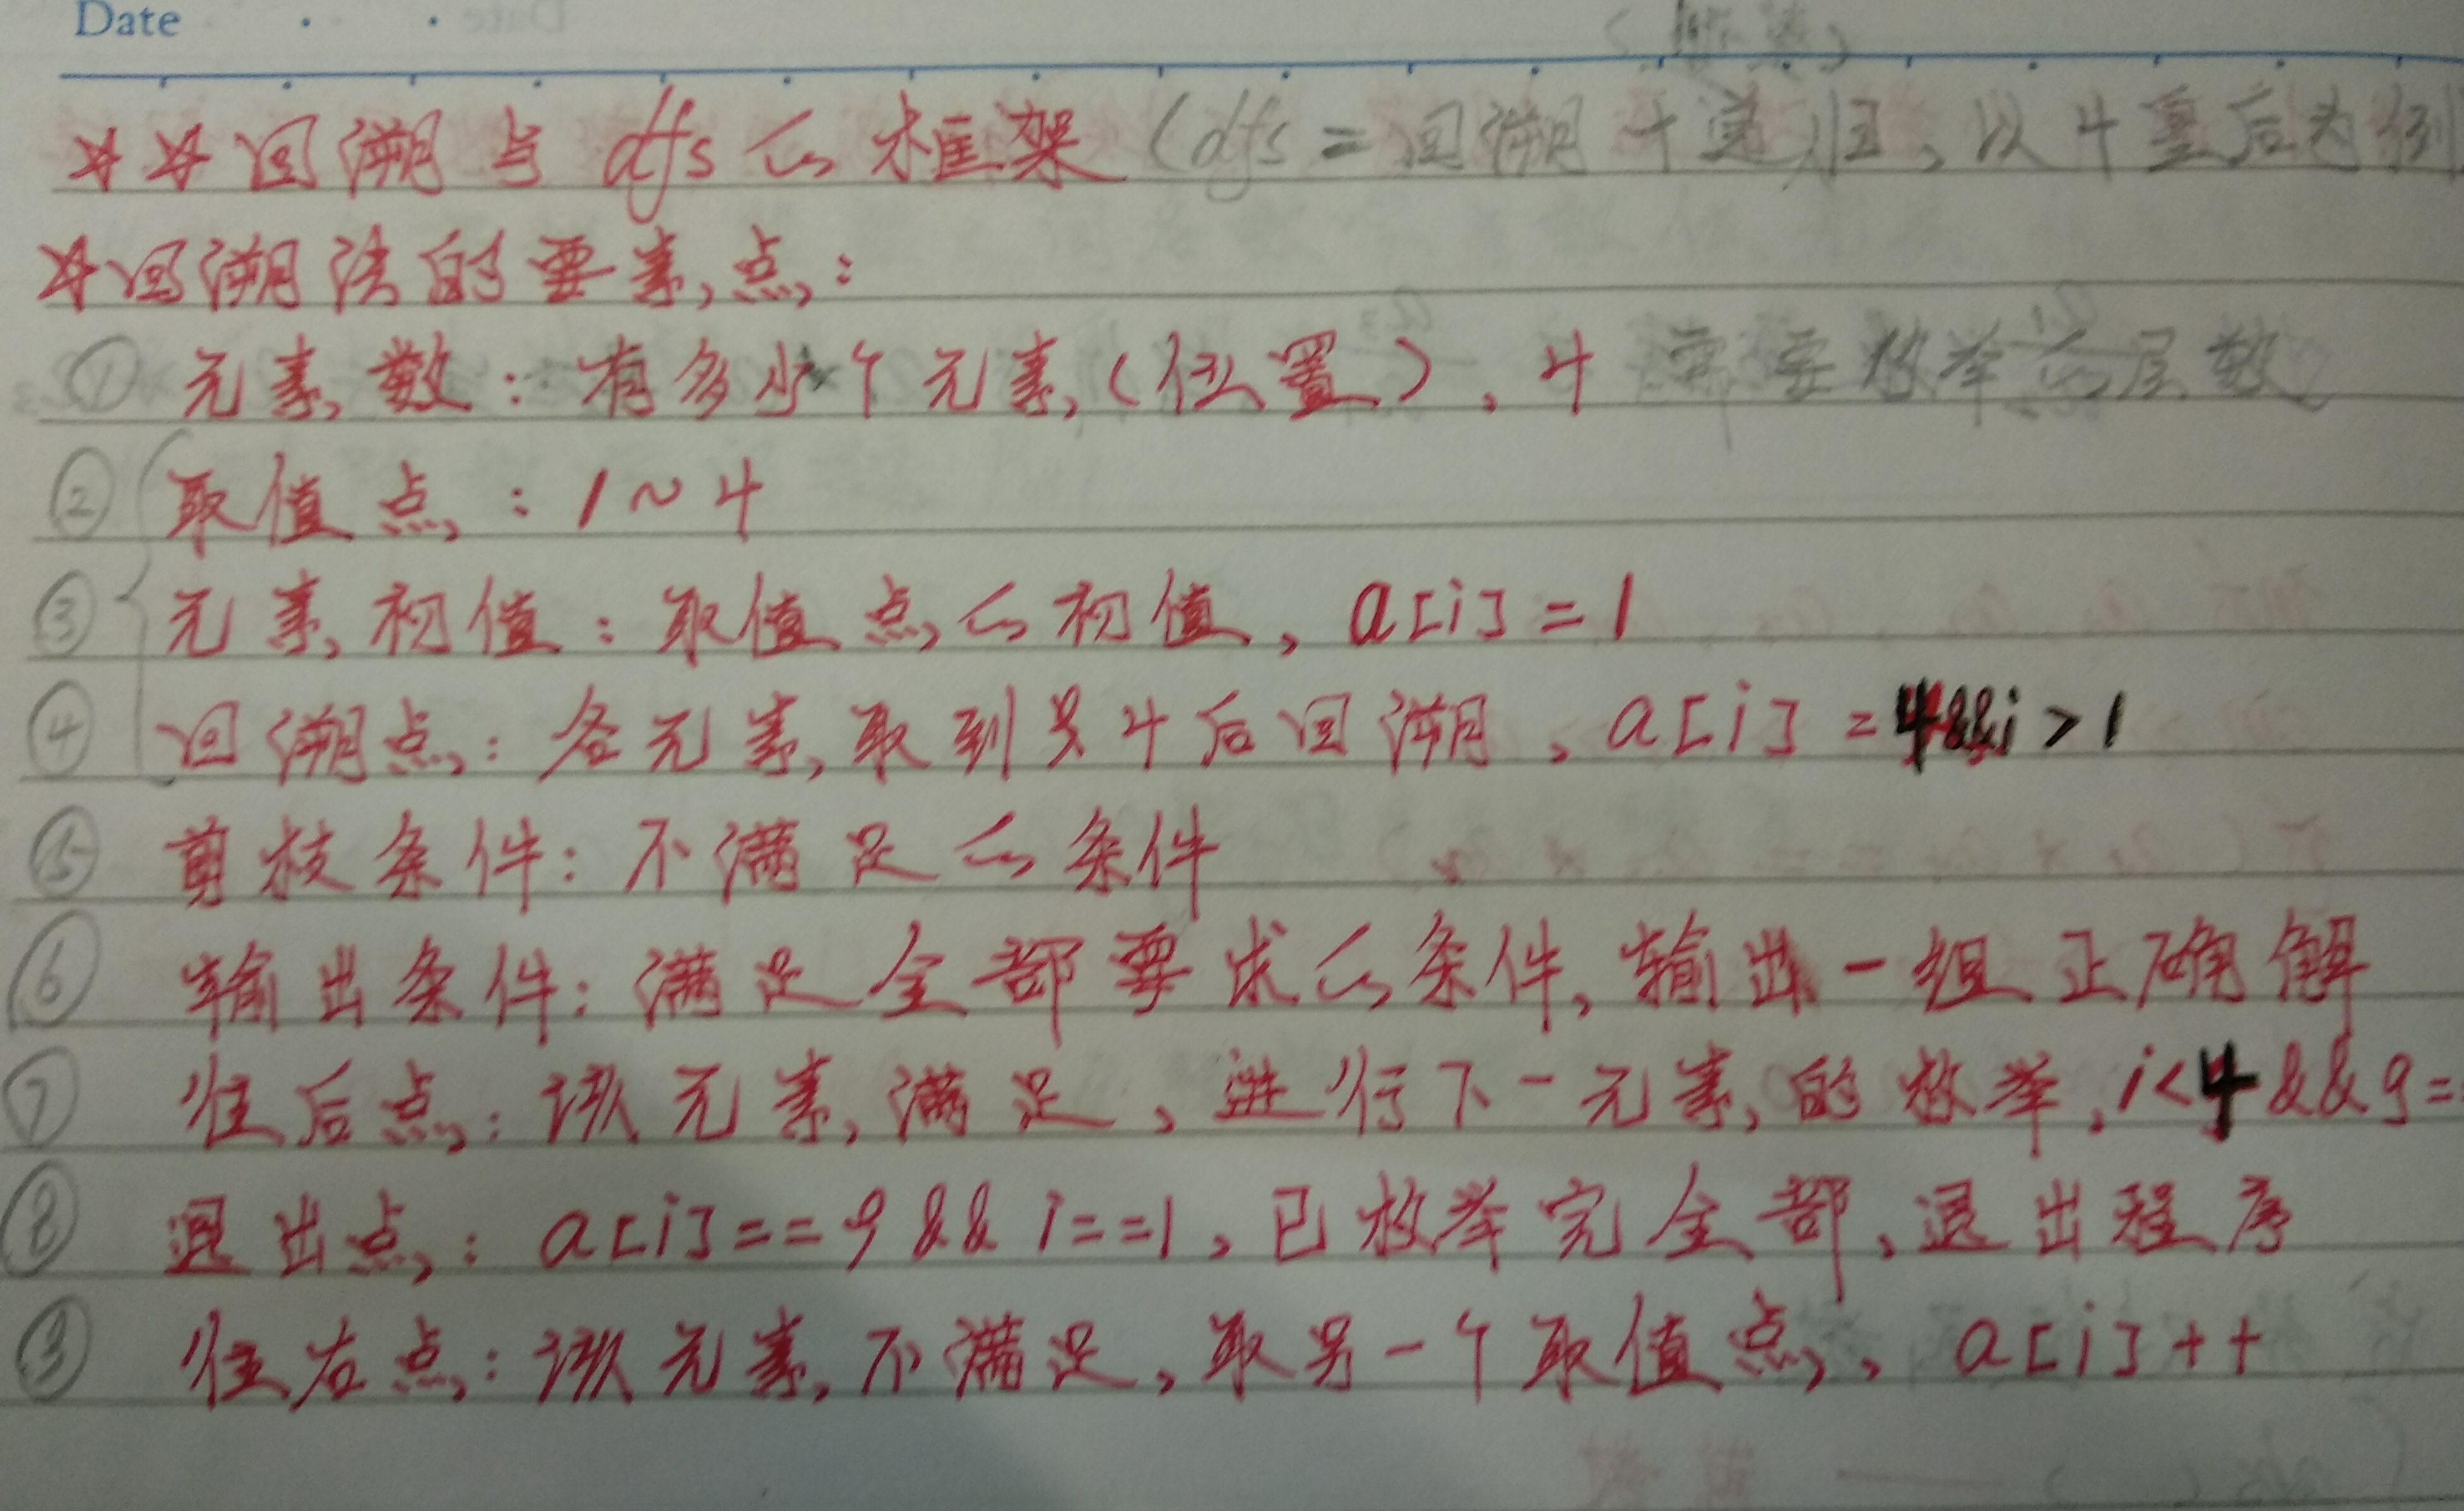 Date
☆☆回溯与dfs的框架(dfs=回溯+递归,以4皇后为例
☆回溯法的要素点:
① 元素数:有多少个元素(位置),4 需要枚举的层数
② 取值点:1~4
③ 元素初值:取值点的初值,a[i]=1
④ 回溯点:各元素取到另4后回溯,a[i]=4&&i>1
⑤ 剪枝条件:不满足的条件
⑥ 输出条件:满足全部要求的条件,输出一组正确解
⑦ 往后点:该元素满足,进行下一元素的枚举,i<4&&g=
⑧ 退出点:a[i]==9&&i==1,已枚举完全部,退出程序
⑨ 往右点:该元素不满足,取另一个取值点,a[i]++